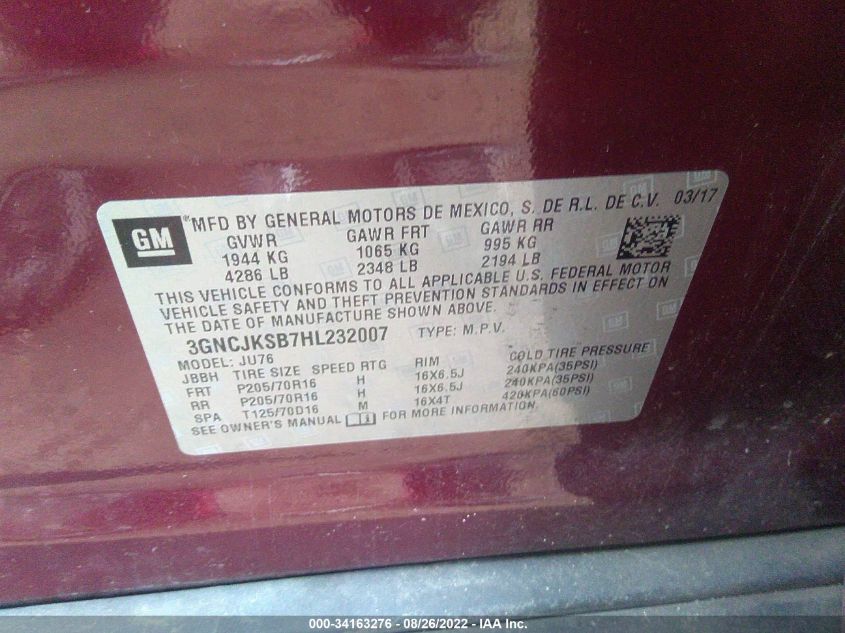 GM
®MFD BY GENERAL MOTORS DE MEXICO, S. DE R.L. DE C.V. 03/17
GVWR GAWR FRT GAWR RR
1944 KG 1065 KG 995 KG
4286 LB 2348 LB 2194 LB
THIS VEHICLE CONFORMS TO ALL APPLICABLE U.S. FEDERAL MOTOR
VEHICLE SAFETY AND THEFT PREVENTION STANDARDS IN EFFECT ON
THE DATE OF MANUFACTURE SHOWN ABOVE.
3GNCJKSB7HL232007 TYPE: M.P.V.
MODEL: JU76
JBBH TIRE SIZE SPEED RTG RIM COLD TIRE PRESSURE
FRT P205/70R16 H 16X6.5J 240KPA(35PSI)
RR P205/70R16 H 16X6.5J 240KPA(35PSI)
SPA T125/70D16 M 16X4T 420KPA(60PSI)
SEE OWNER'S MANUAL FOR MORE INFORMATION
000-34163276 - 08/26/2022 - IAA Inc.